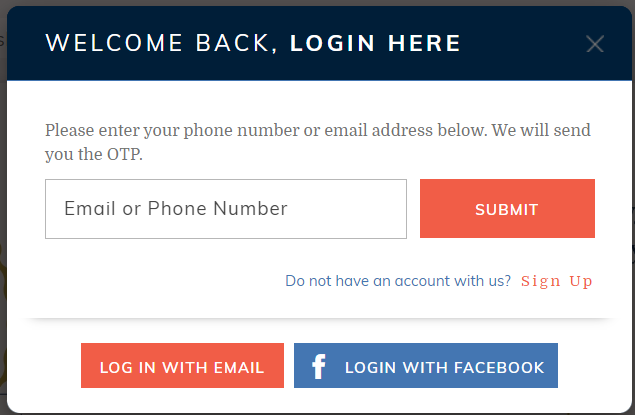 WELCOME BACK, LOGIN HERE
Please enter your phone number or email address below. We will send
you the OTP.
Email or Phone Number
SUBMIT
Do not have an account with us? Sign Up
LOG IN WITH EMAIL
f LOGIN WITH FACEBOOK